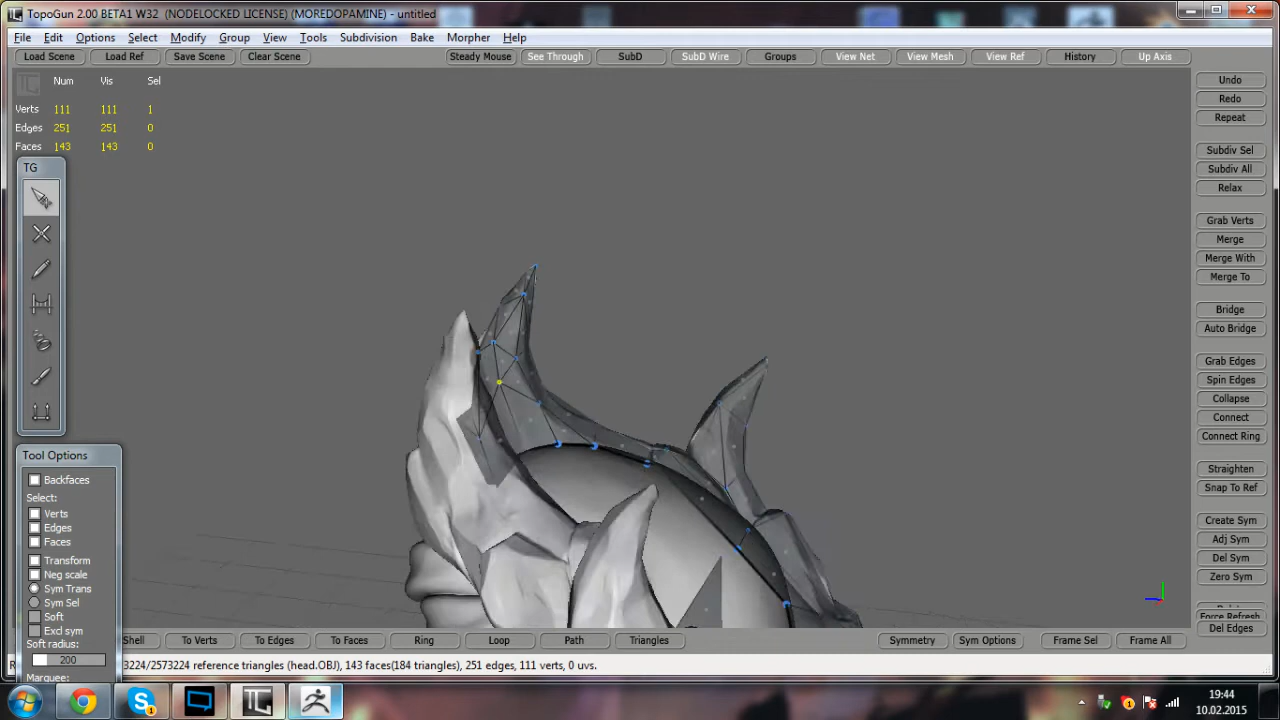 TopoGun 2.00 BETA1 W32 (NODELOCKED LICENSE) (MOREDOPAMINE) - untitled
File Edit Options Select Modify Group View Tools Subdivision Bake Morpher Help
Load Scene Load Ref Save Scene Clear Scene Steady Mouse See Through SubD SubD Wire Groups View Net View Mesh View Ref History Up Axis
Num Vis Sel
Verts 111 111 1
Edges 251 251 0
Faces 143 143 0
TG
Undo
Redo
Repeat
Subdiv Sel
Subdiv All
Relax
Grab Verts
Merge
Merge With
Merge To
Bridge
Auto Bridge
Grab Edges
Spin Edges
Collapse
Connect
Connect Ring
Straighten
Snap To Ref
Create Sym
Adj Sym
Del Sym
Zero Sym
Force Refresh
Del Edges
Tool Options
Backfaces
Select:
Verts
Edges
Faces
Transform
Neg scale
Sym Trans
Sym Sel
Soft
Excl sym
Soft radius:
200
Marquee:
Shell To Verts To Edges To Faces Ring Loop Path Triangles Symmetry Sym Options Frame Sel Frame All
3224/2573224 reference triangles (head.OBJ), 143 faces(184 triangles), 251 edges, 111 verts, 0 uvs.
19:44
10.02.2015